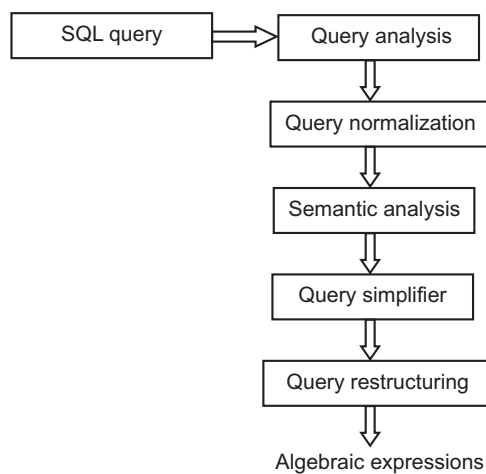 SQL query
Query analysis
Query normalization
Semantic analysis
Query simplifier
Query restructuring
Algebraic expressions